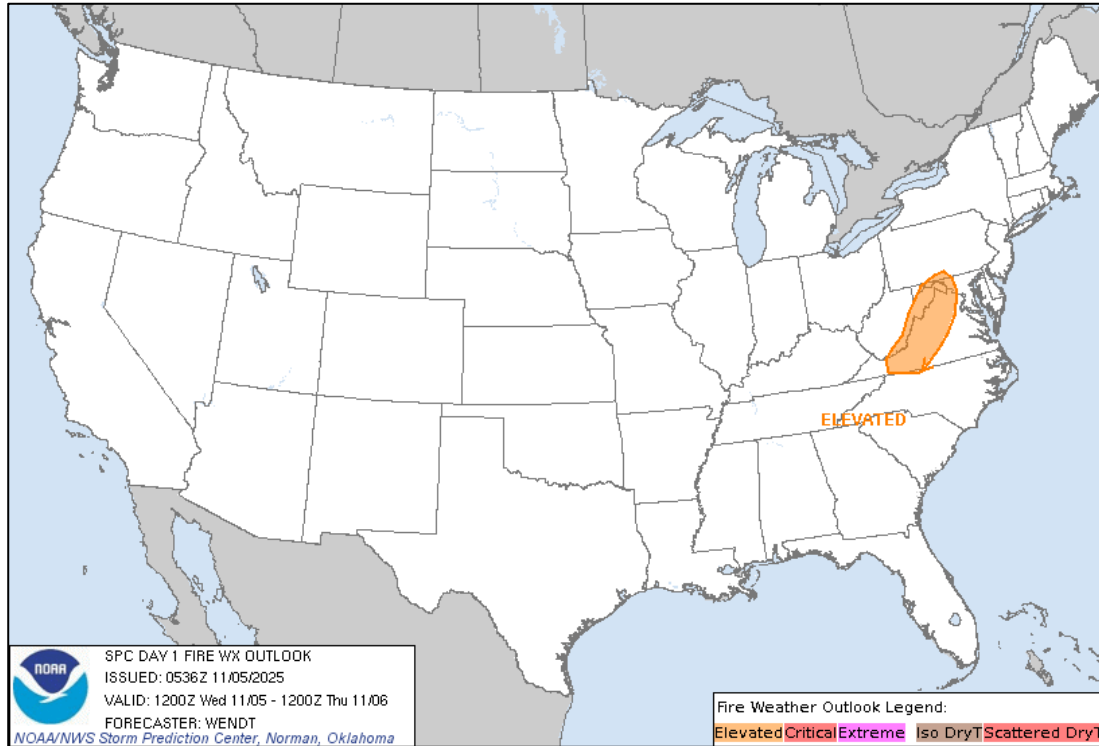 ELEVATED
NOAA
SPC DAY 1 FIRE WX OUTLOOK
ISSUED: 0536Z 11/05/2025
VALID: 1200Z Wed 11/05 - 1200Z Thu 11/06
FORECASTER: WENDT
NOAA/NWS Storm Prediction Center, Norman, Oklahoma
Fire Weather Outlook Legend:
Elevated Critical Extreme Iso DryT Scattered DryT